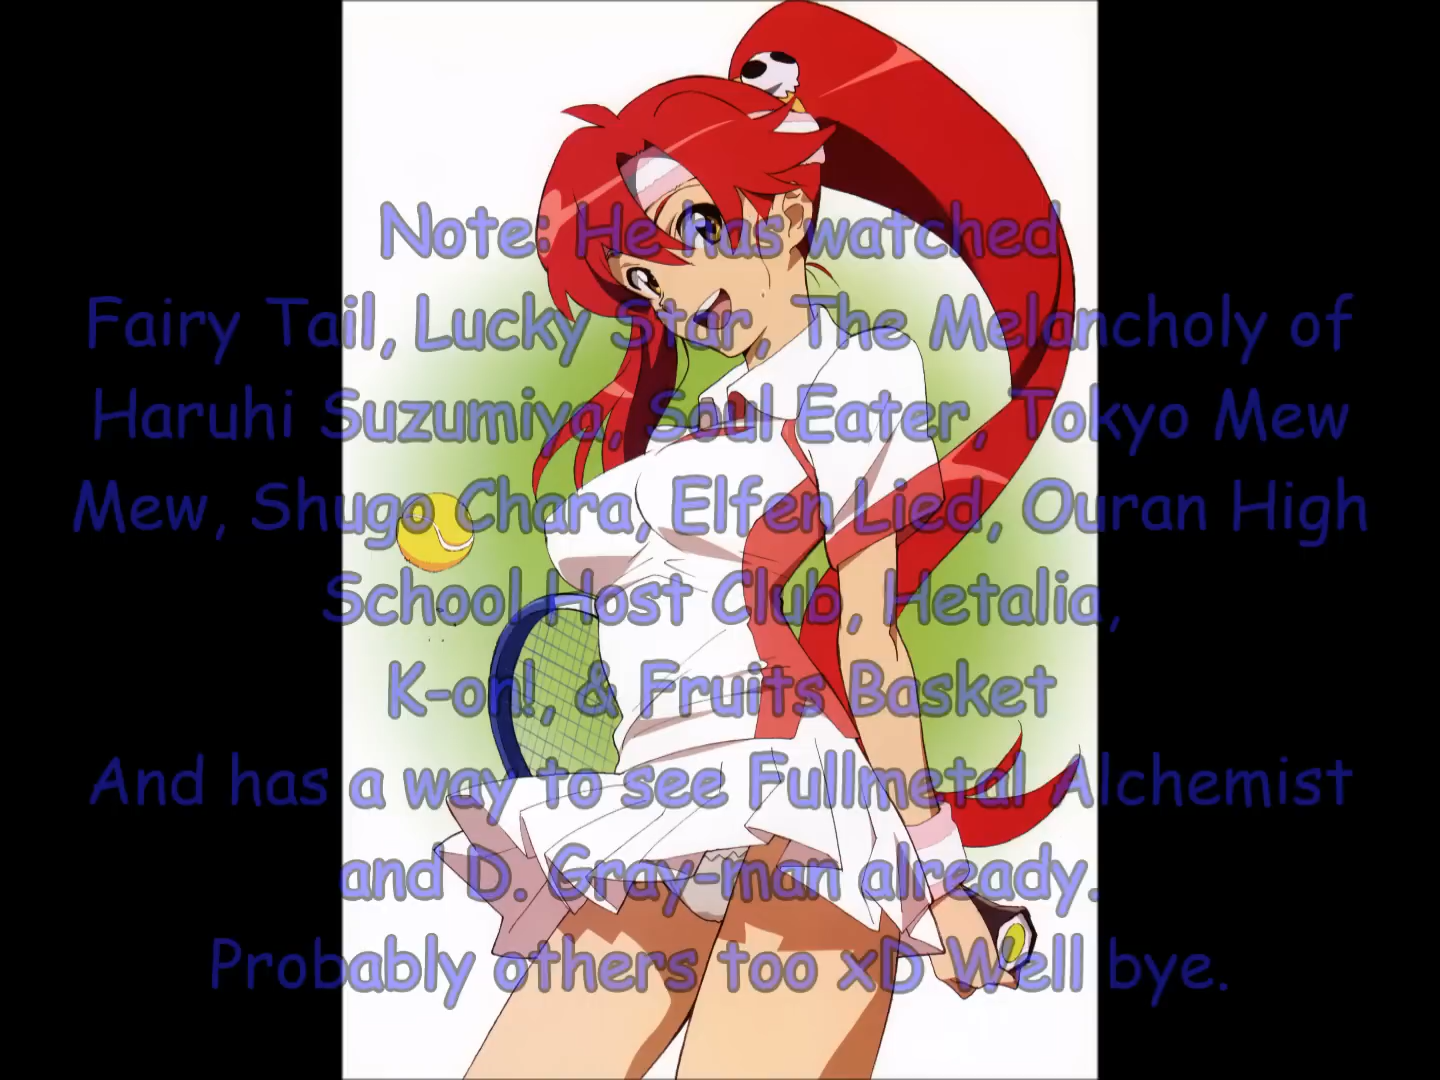 Note: He has watched
Fairy Tail, Lucky Star, The Melancholy of
Haruhi Suzumiya, Soul Eater, Tokyo Mew
Mew, Shugo Chara, Elfen Lied, Ouran High
School Host Club, Hetalia,
K-on!, & Fruits Basket
And has a way to see Fullmetal Alchemist
and D. Gray-man already.
Probably others too xD Well bye.